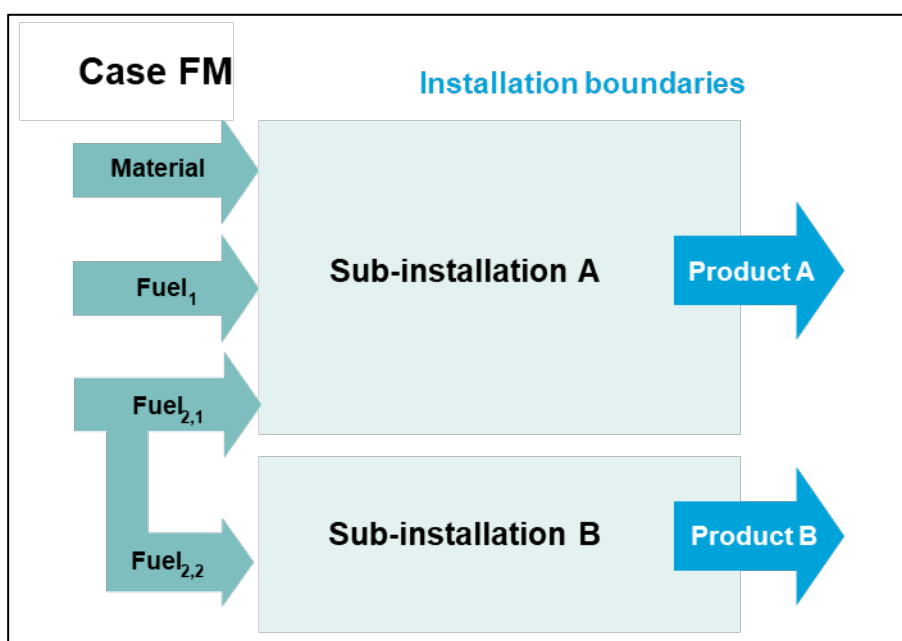 Case FM
Installation boundaries
Material
Fuel1
Sub-installation A
Product A
Fuel2,1
Sub-installation B
Product B
Fuel2,2